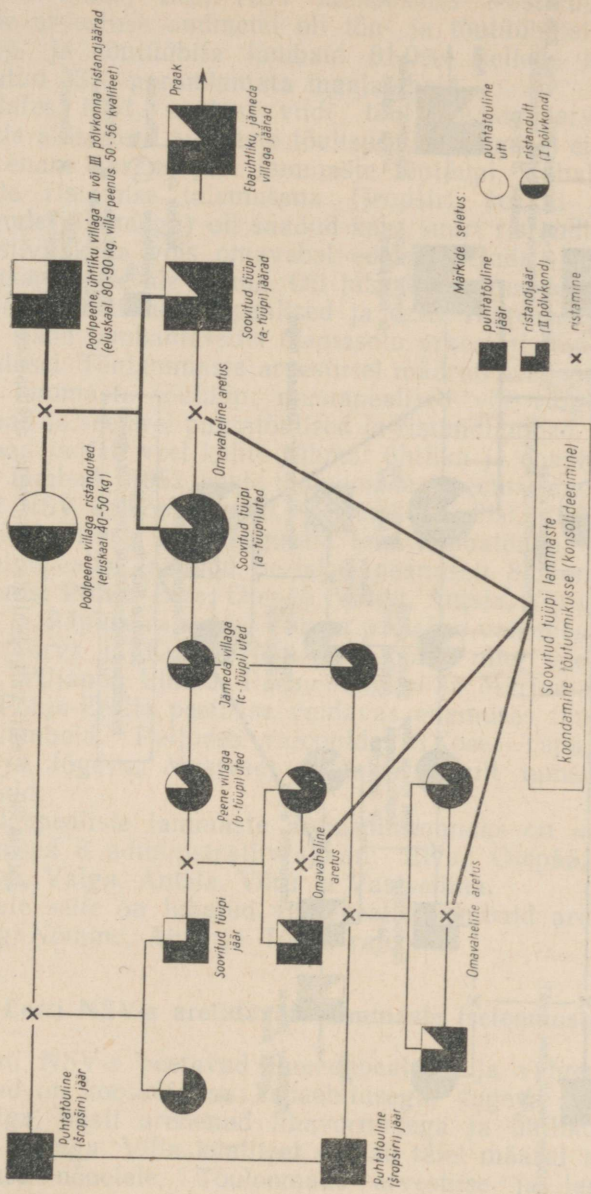 Poolpeene, ühtliku villaga II või III põlvkonna ristandjäärad
(eluskaal 80-90 kg, villa peenus 50-56 kvaliteet)
Poolpeene villaga ristanduted
(eluskaal 40-50 kg)
Puhtatõuline
(šropširi) jäär
Praak
Ebaühtliku, jämeda
villaga jäärad
Soovitud tüüpi
(a-tüüpi) jäärad
Omavaheline aretus
Soovitud tüüpi
(a-tüüpi) uted
Jämeda villaga
(c-tüüpi) uted
Peene villaga
(b-tüüpi) uted
Soovitud tüüpi
jäär
Omavaheline
aretus
Puhtatõuline
(šropširi) jäär
Omavaheline aretus
Soovitud tüüpi lammaste
koondamine tõutuumikusse (konsolideerimine)
Märkide seletus:
puhtatõuline
jäär
puhtatõuline
utt
ristandjäär
(II põlvkond)
ristandutt
(I põlvkond)
ristamine